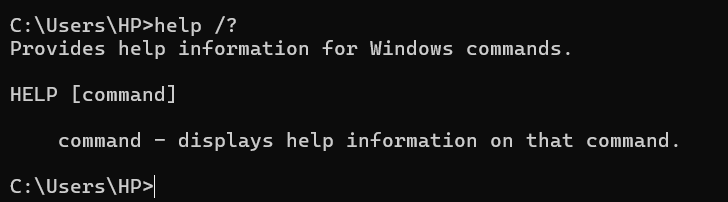 C:\Users\HP>help /?
Provides help information for Windows commands.
HELP [command]
command - displays help information on that command.
C:\Users\HP>